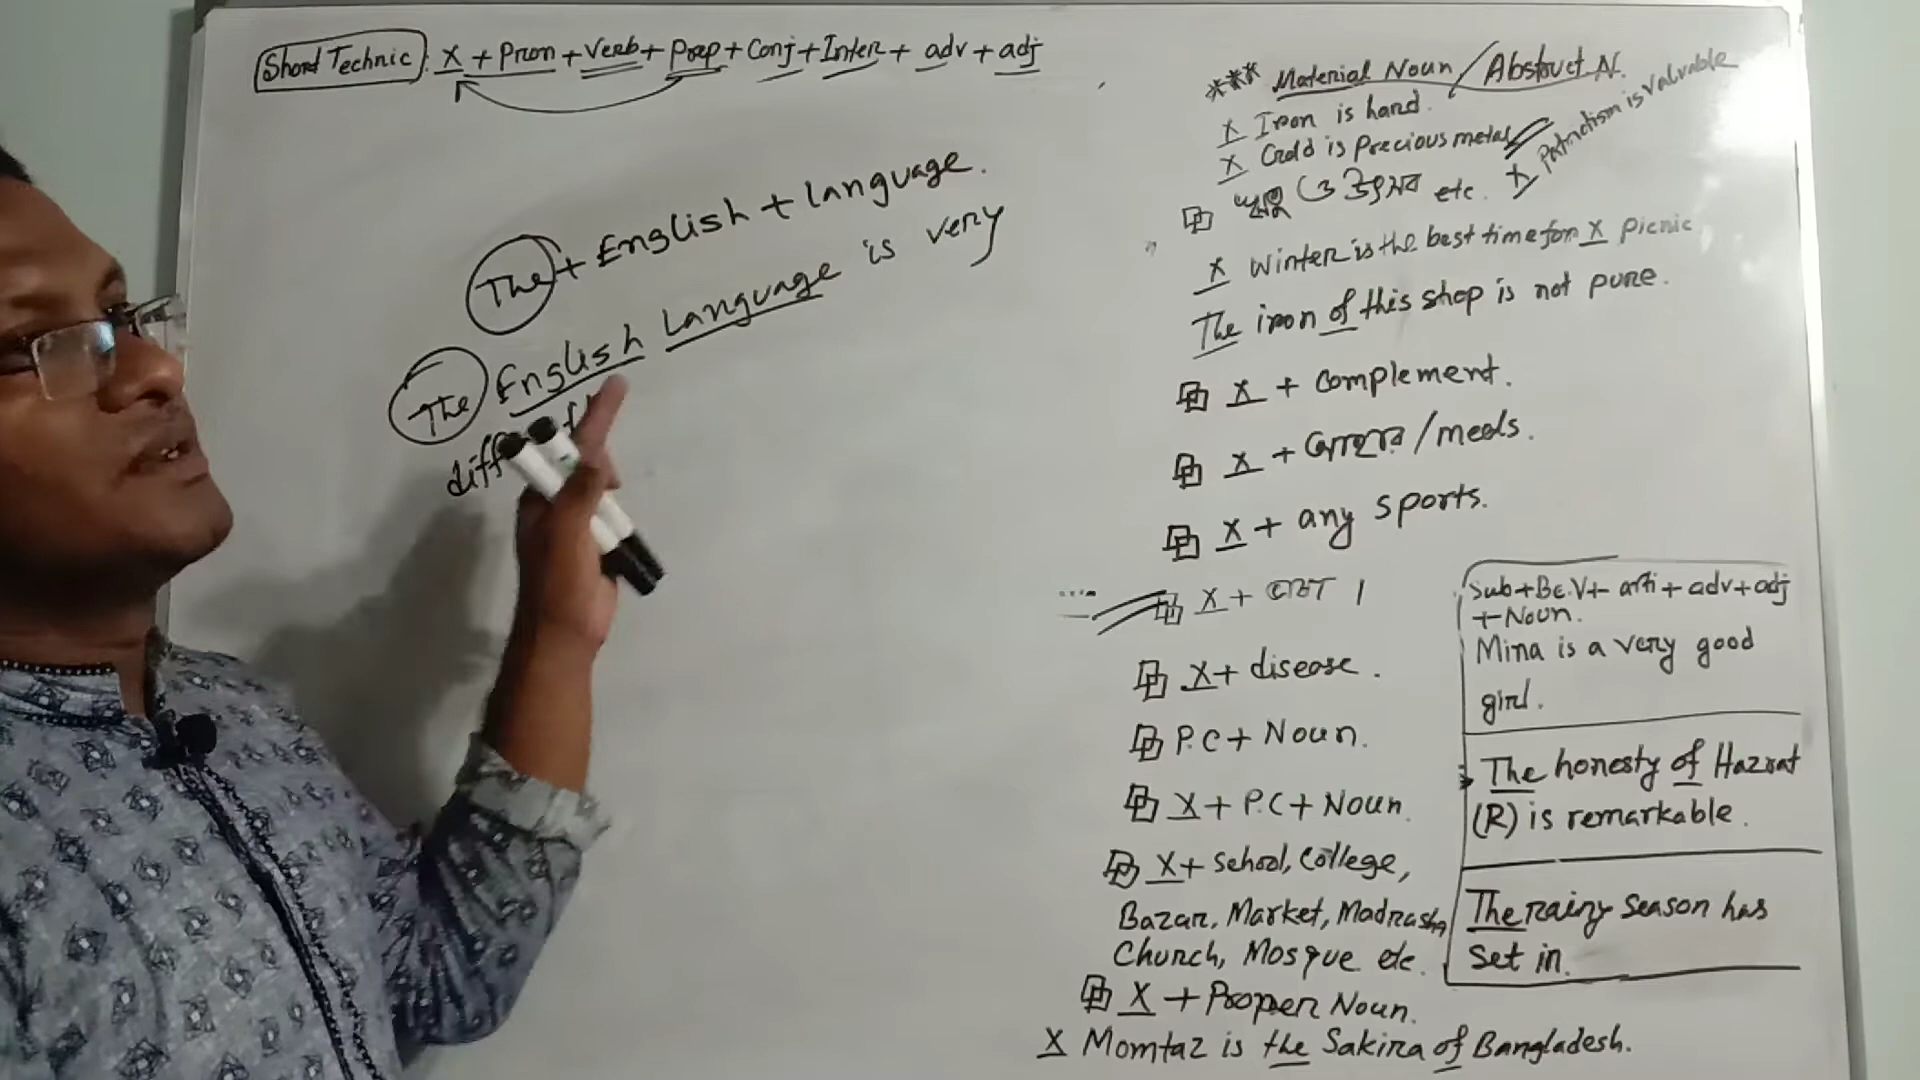 Short Technic: X + Pron + Verb + Prep + Conj + Inter + adv + adj
The + English + Language.
The English Language is very
diff
*** Material Noun / Abstuct N.
X Iron is hard.
X Gold is Precious metal
X Patriotism is valuable
ঋতু ও উৎসব etc.
X Winter is the best time for X Picnic
The iron of this shop is not pure.
X + Complement.
X + খাবার / meals.
X + any sports.
X +
X + disease.
P.C + Noun.
X + P.C + Noun.
X + School, College,
Bazar, Market, Madrasha
Church, Mosque etc.
X + Proper Noun.
X Momtaz is the Sakira of Bangladesh.
Sub + Be.V + arti + adv + adj
+ Noun.
Mina is a very good
girl.
The honesty of Hazrat
(R) is remarkable.
The rainy season has
set in.